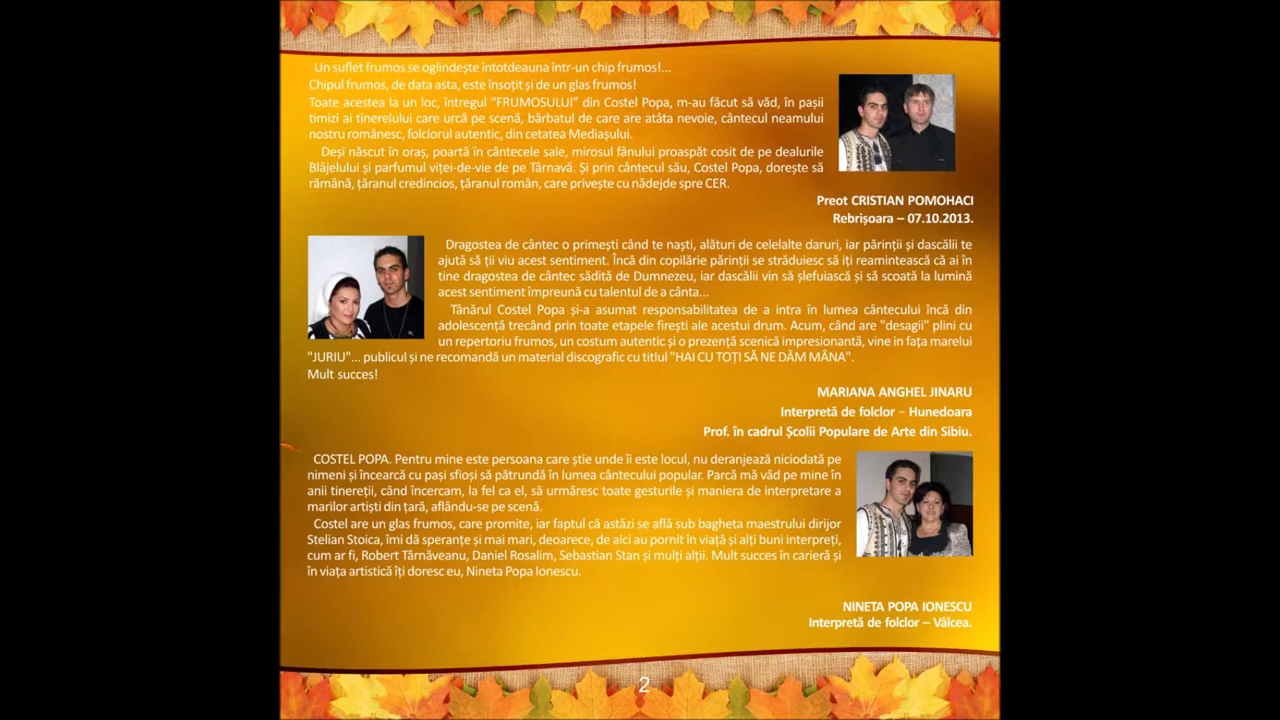 Un suflet frumos se oglindește întotdeauna într-un chip frumos!...
Chipul frumos, de data asta, este însoțit și de un glas frumos!
Toate acestea la un loc, întregul “FRUMOSULUI” din Costel Popa, m-au făcut să văd, în pașii
timizi ai tinerelului care urcă pe scenă, bărbatul de care are atâta nevoie, cântecul neamului
nostru românesc, folclorul autentic, din cetatea Mediașului.
Deși născut în oraș, poartă în cântecele sale, mirosul fânului proaspăt cosit de pe dealurile
Blăjelului și parfumul viței-de-vie de pe Târnavă. Și prin cântecul său, Costel Popa, dorește să
rămână, țăranul credincios, țăranul român, care privește cu nădejde spre CER.
Preot CRISTIAN POMOHACI
Rebrișoara – 07.10.2013.
Dragostea de cântec o primești când te naști, alături de celelalte daruri, iar părinții și dascălii te
ajută să ții viu acest sentiment. Încă din copilărie părinții se străduiesc să iți reamintească că ai în
tine dragostea de cântec sădită de Dumnezeu, iar dascălii vin să șlefuiască și să scoată la lumină
acest sentiment împreună cu talentul de a cânta...
Tânărul Costel Popa și-a asumat responsabilitatea de a intra în lumea cântecului încă din
adolescență trecând prin toate etapele firești ale acestui drum. Acum, când are "desagii" plini cu
un repertoriu frumos, un costum autentic și o prezență scenică impresionantă, vine in fața marelui
"JURIU"... publicul și ne recomandă un material discografic cu titlul "HAI CU TOȚI SĂ NE DĂM MÂNA".
Mult succes!
MARIANA ANGHEL JINARU
Interpretă de folclor – Hunedoara
Prof. în cadrul Școlii Populare de Arte din Sibiu.
COSTEL POPA. Pentru mine este persoana care știe unde îi este locul, nu deranjează niciodată pe
nimeni și încearcă cu pași sfioși să pătrundă în lumea cântecului popular. Parcă mă văd pe mine în
anii tinereții, când încercam, la fel ca el, să urmăresc toate gesturile și maniera de interpretare a
marilor artiști din țară, aflându-se pe scenă.
Costel are un glas frumos, care promite, iar faptul că astăzi se află sub bagheta maestrului dirijor
Stelian Stoica, îmi dă speranțe și mai mari, deoarece, de aici au pornit în viață și alți buni interpreți,
cum ar fi, Robert Târnăveanu, Daniel Rosalim, Sebastian Stan și mulți alții. Mult succes în carieră și
în viața artistică îți doresc eu, Nineta Popa Ionescu.
NINETA POPA IONESCU
Interpretă de folclor – Vâlcea.
2